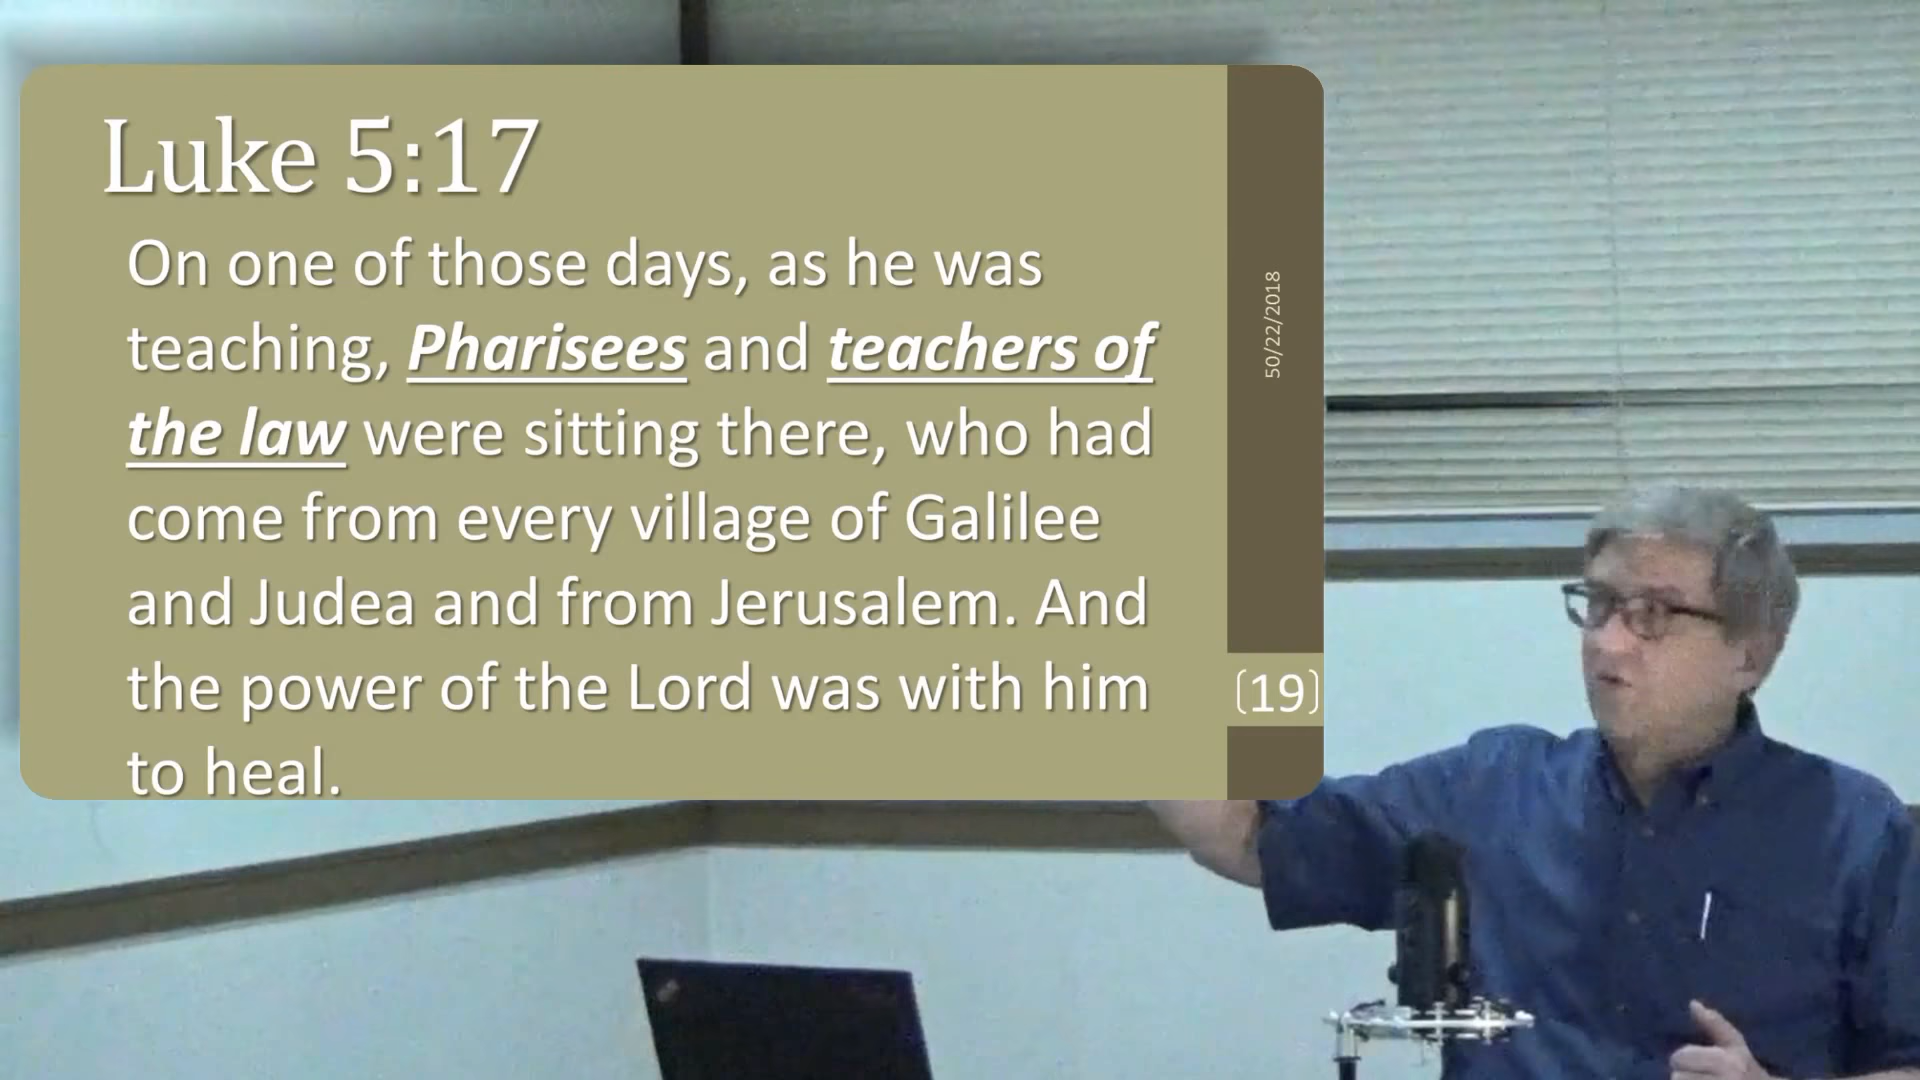 Luke 5:17
On one of those days, as he was
teaching, Pharisees and teachers of
the law were sitting there, who had
come from every village of Galilee
and Judea and from Jerusalem. And
the power of the Lord was with him
to heal.
50/22/2018
(19)